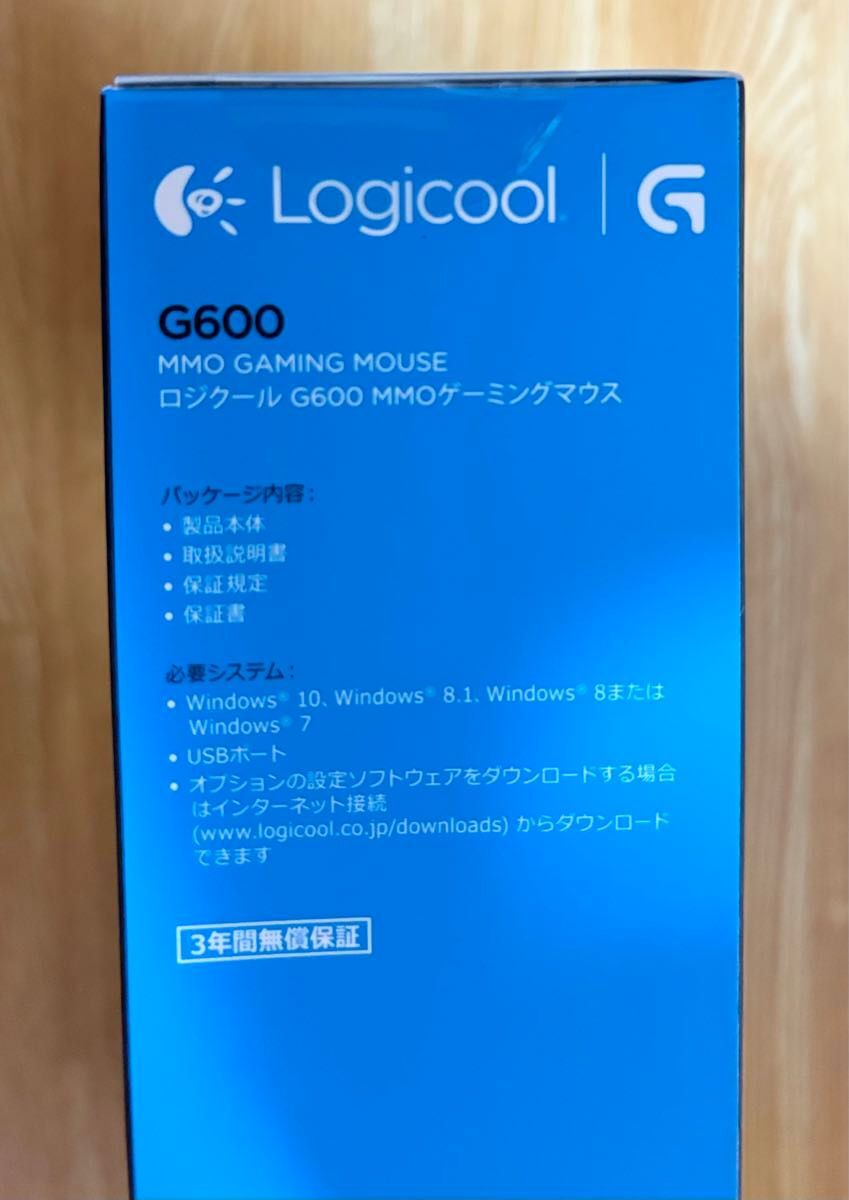 Logicool
G600
MMO GAMING MOUSE
ロジクール G600 MMOゲーミングマウス
パッケージ内容：
• 製品本体
• 取扱説明書
• 保証規定
• 保証書
必要システム：
• Windows® 10、Windows® 8.1、Windows® 8または
Windows® 7
• USBポート
• オプションの設定ソフトウェアをダウンロードする場合
はインターネット接続
(www.logicool.co.jp/downloads) からダウンロード
できます
3年間無償保証